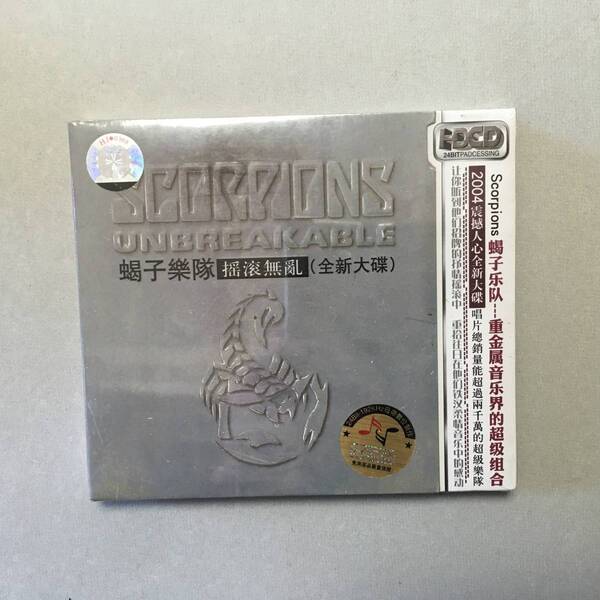 SCORPIONS
UNBREAKABLE
蝎子樂隊 摇滚無亂 (全新大碟)
24BIT PADCESSING
Scorpions 蝎子乐队---重金属音乐界的超级组合
2004震撼人心全新大碟 唱片總銷量能超過兩千萬的超級樂隊
让你听到他们招牌的抒情摇滚中 重拾往日在他们铁汉柔情音乐中的感动